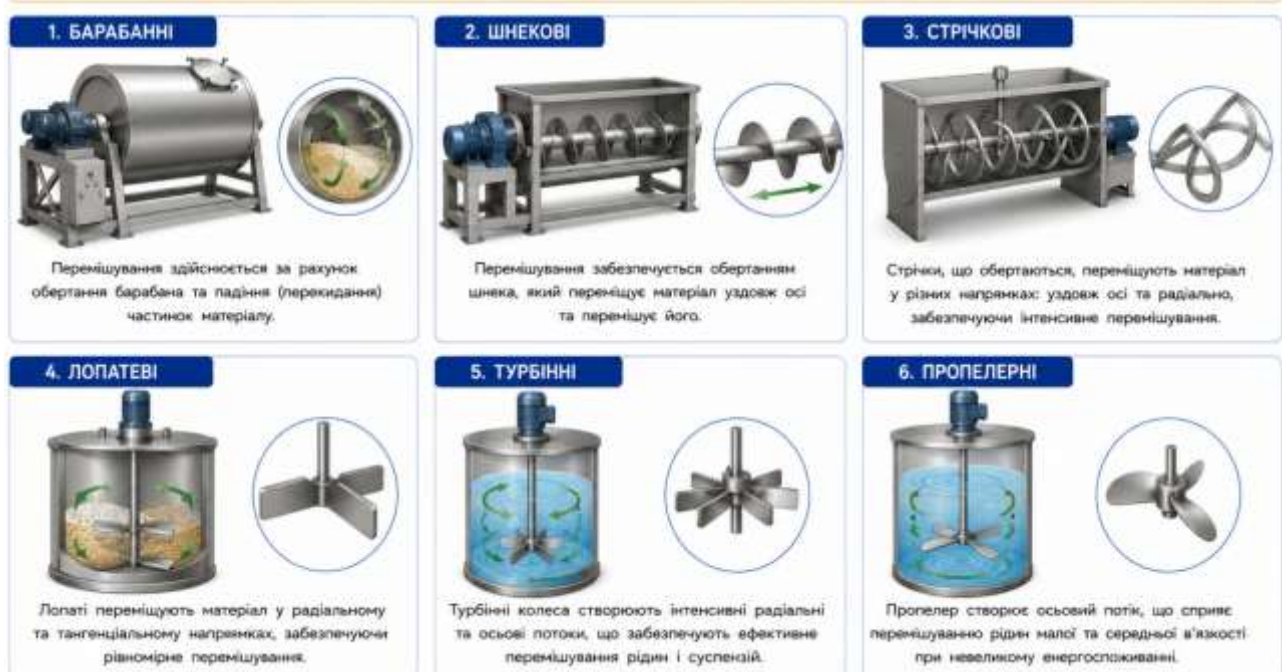 1. БАРАБАННІ
Перемішування здійснюється за рахунок
обертання барабана та падіння (перекидання)
частинок матеріалу.
2. ШНЕКОВІ
Перемішування забезпечується обертанням
шнека, який переміщує матеріал уздовж осі
та перемішує його.
3. СТРІЧКОВІ
Стрічки, що обертаються, переміщують матеріал
у різних напрямках: уздовж осі та радіально,
забезпечуючи інтенсивне перемішування.
4. ЛОПАТЕВІ
Лопаті переміщують матеріал у радіальному
та тангенціальному напрямках, забезпечуючи
рівномірне перемішування.
5. ТУРБІННІ
Турбінні колеса створюють інтенсивні радіальні
та осьові потоки, що забезпечують ефективне
перемішування рідин і суспензій.
6. ПРОПЕЛЕРНІ
Пропелер створює осьовий потік, що сприяє
перемішуванню рідин малої та середньої в'язкості
при невеликому енергоспоживанні.